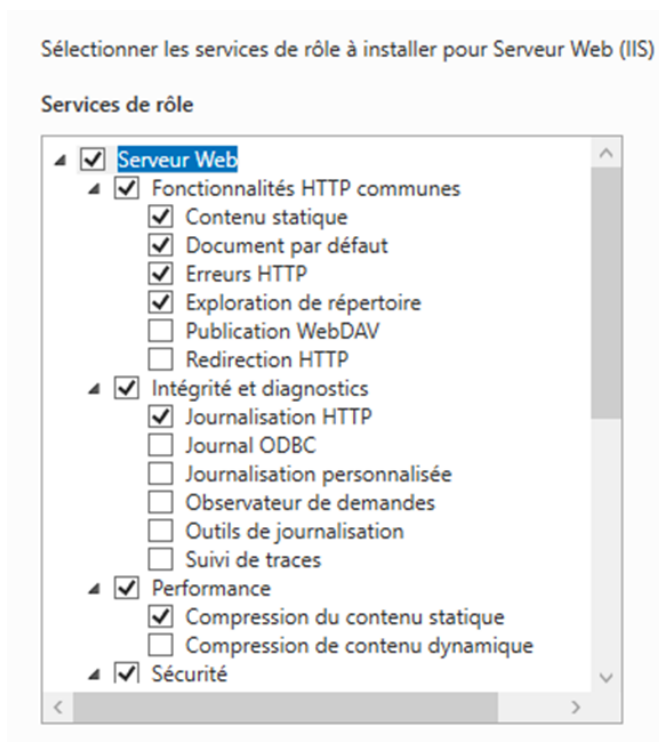 Sélectionner les services de rôle à installer pour Serveur Web (IIS)
Services de rôle
Serveur Web
Fonctionnalités HTTP communes
Contenu statique
Document par défaut
Erreurs HTTP
Exploration de répertoire
Publication WebDAV
Redirection HTTP
Intégrité et diagnostics
Journalisation HTTP
Journal ODBC
Journalisation personnalisée
Observateur de demandes
Outils de journalisation
Suivi de traces
Performance
Compression du contenu statique
Compression de contenu dynamique
Sécurité